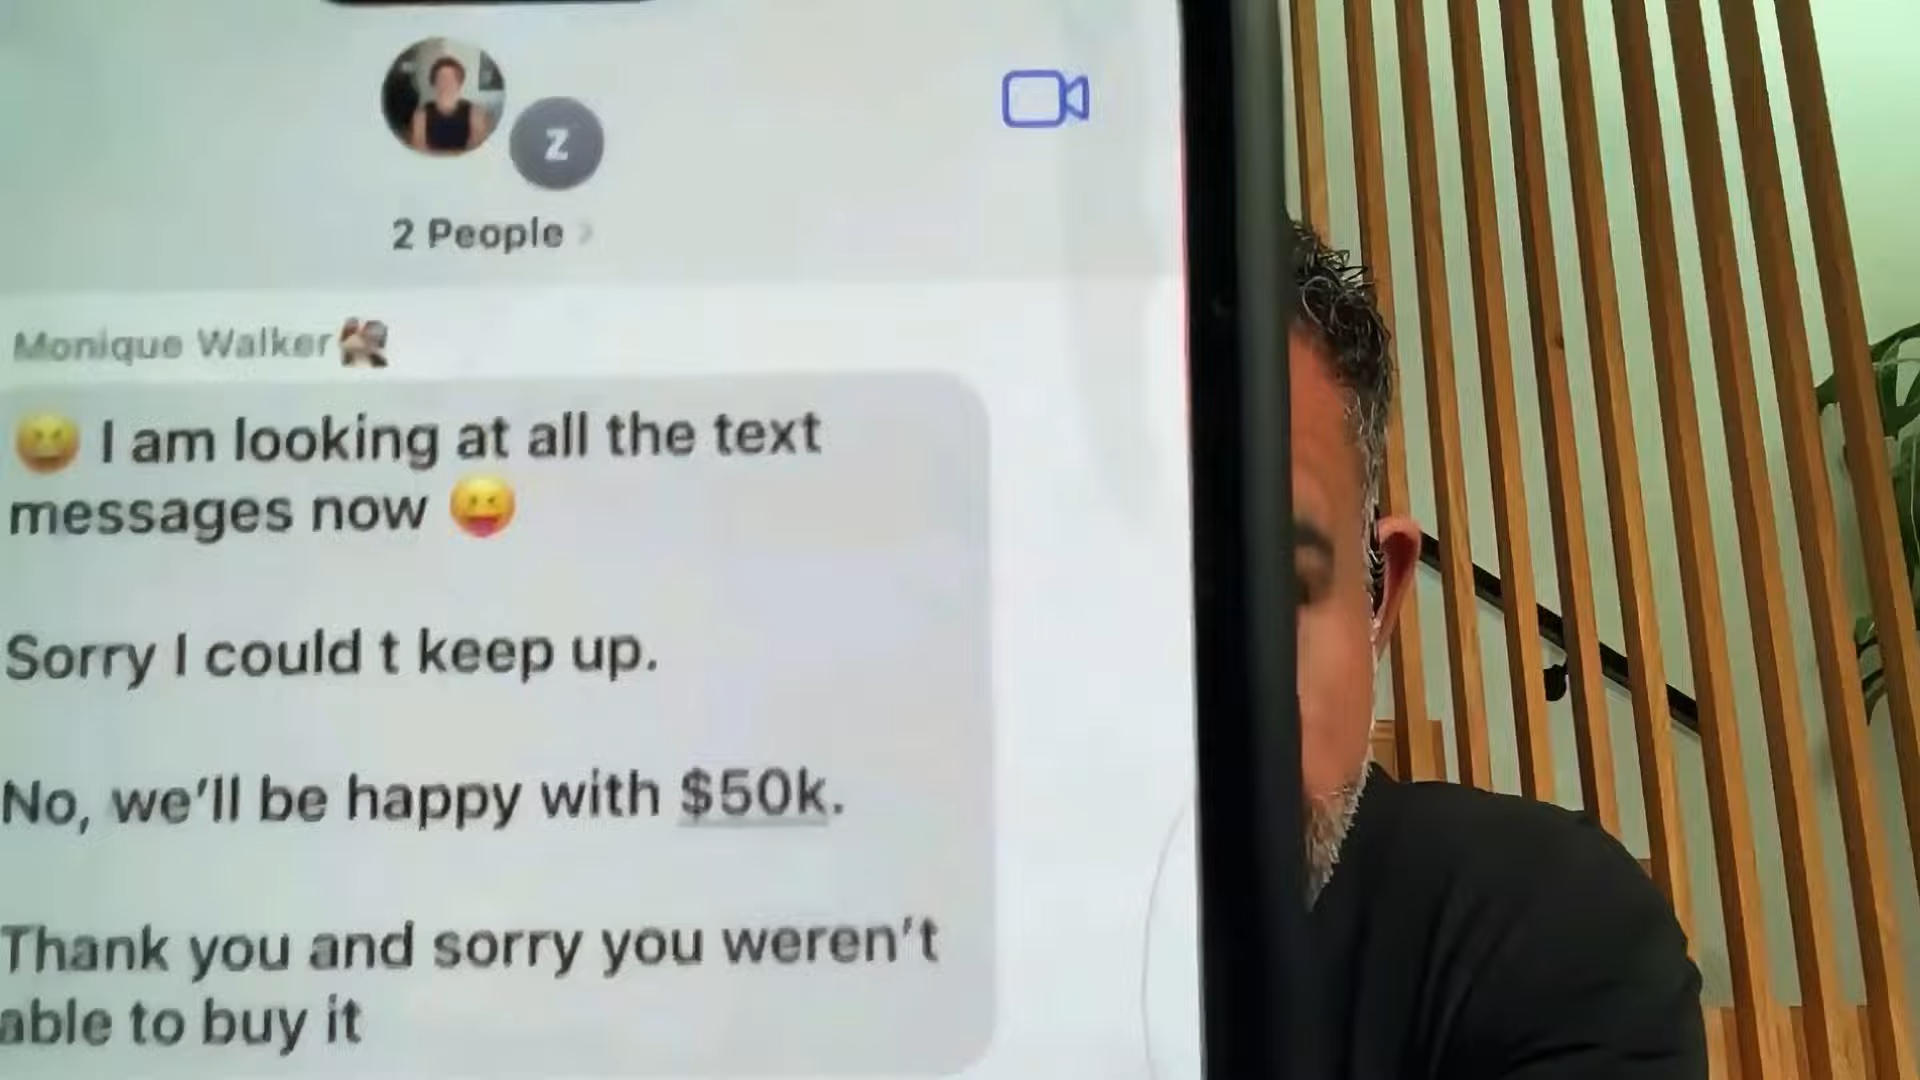 Z
2 People
Monique Walker
I am looking at all the text
messages now
Sorry I could t keep up.
No, we'll be happy with $50k.
Thank you and sorry you weren't
able to buy it